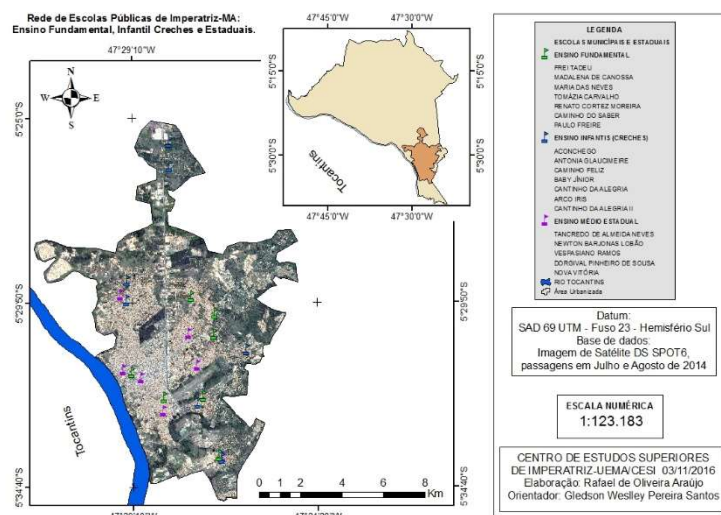 Rede de Escolas Públicas de Imperatriz-MA:
Ensino Fundamental, Infantil Creches e Estaduais.
47°29'10"W
N
W E
S
5°25'0"S
5°29'50"S
5°34'40"S
Tocantins
0 1 2 4 6 8
Km
47°45'0"W
47°30'0"W
5°15'0"S
5°30'0"S
Tocantins
47°45'0"W
47°30'0"W
5°15'0"S
5°30'0"S
5°25'0"S
5°29'50"S
5°34'40"S
LEGENDA
ESCOLAS MUNICIPAIS E ESTADUAIS
ENSINO FUNDAMENTAL
FREI TADEU
MADALENA DE CANOSSA
MARIA DAS NEVES
TOMÁZIA CARVALHO
RENATO CORTEZ MOREIRA
CAMINHO DO SABER
PAULO FREIRE
ENSINO INFANTIS (CRECHES)
ACONCHEGO
ANTONIA GLAUCIMEIRE
CAMINHO FELIZ
BABY JÚNIOR
CANTINHO DA ALEGRIA
ARCO IRIS
CANTINHO DA ALEGRIA II
ENSINO MÉDIO ESTADUAL
TANCREDO DE ALMEIDA NEVES
NEWTON BARJONAS LOBÃO
VESPASIANO RAMOS
DORGIVAL PINHEIRO DE SOUSA
NOVA VITÓRIA
RIO TOCANTINS
Área Urbanizada
Datum:
SAD 69 UTM - Fuso 23 - Hemisfério Sul
Base de dados:
Imagem de Satélite DS SPOT6,
passagens em Julho e Agosto de 2014
ESCALA NUMÉRICA
1:123.183
CENTRO DE ESTUDOS SUPERIORES
DE IMPERATRIZ-UEMA/CESI 03/11/2016
Elaboração: Rafael de Oliveira Araújo
Orientador: Gledson Weslley Pereira Santos